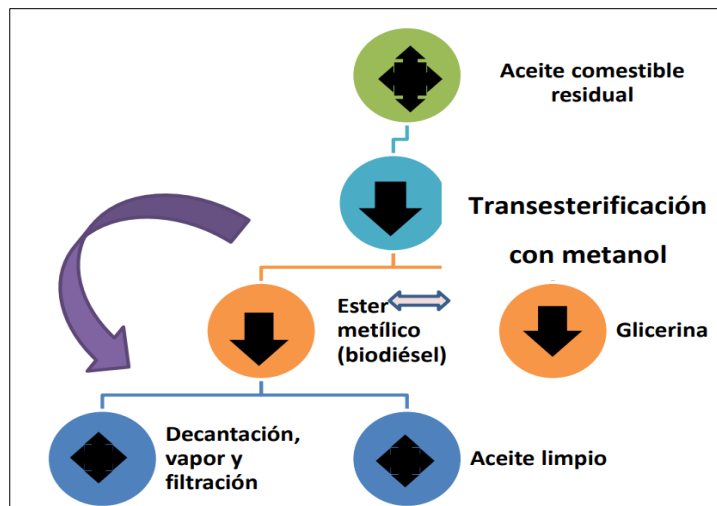 Aceite comestible
residual
Transesterificación
con metanol
Ester
metílico
(biodiésel)
Glicerina
Decantación,
vapor y
filtración
Aceite limpio